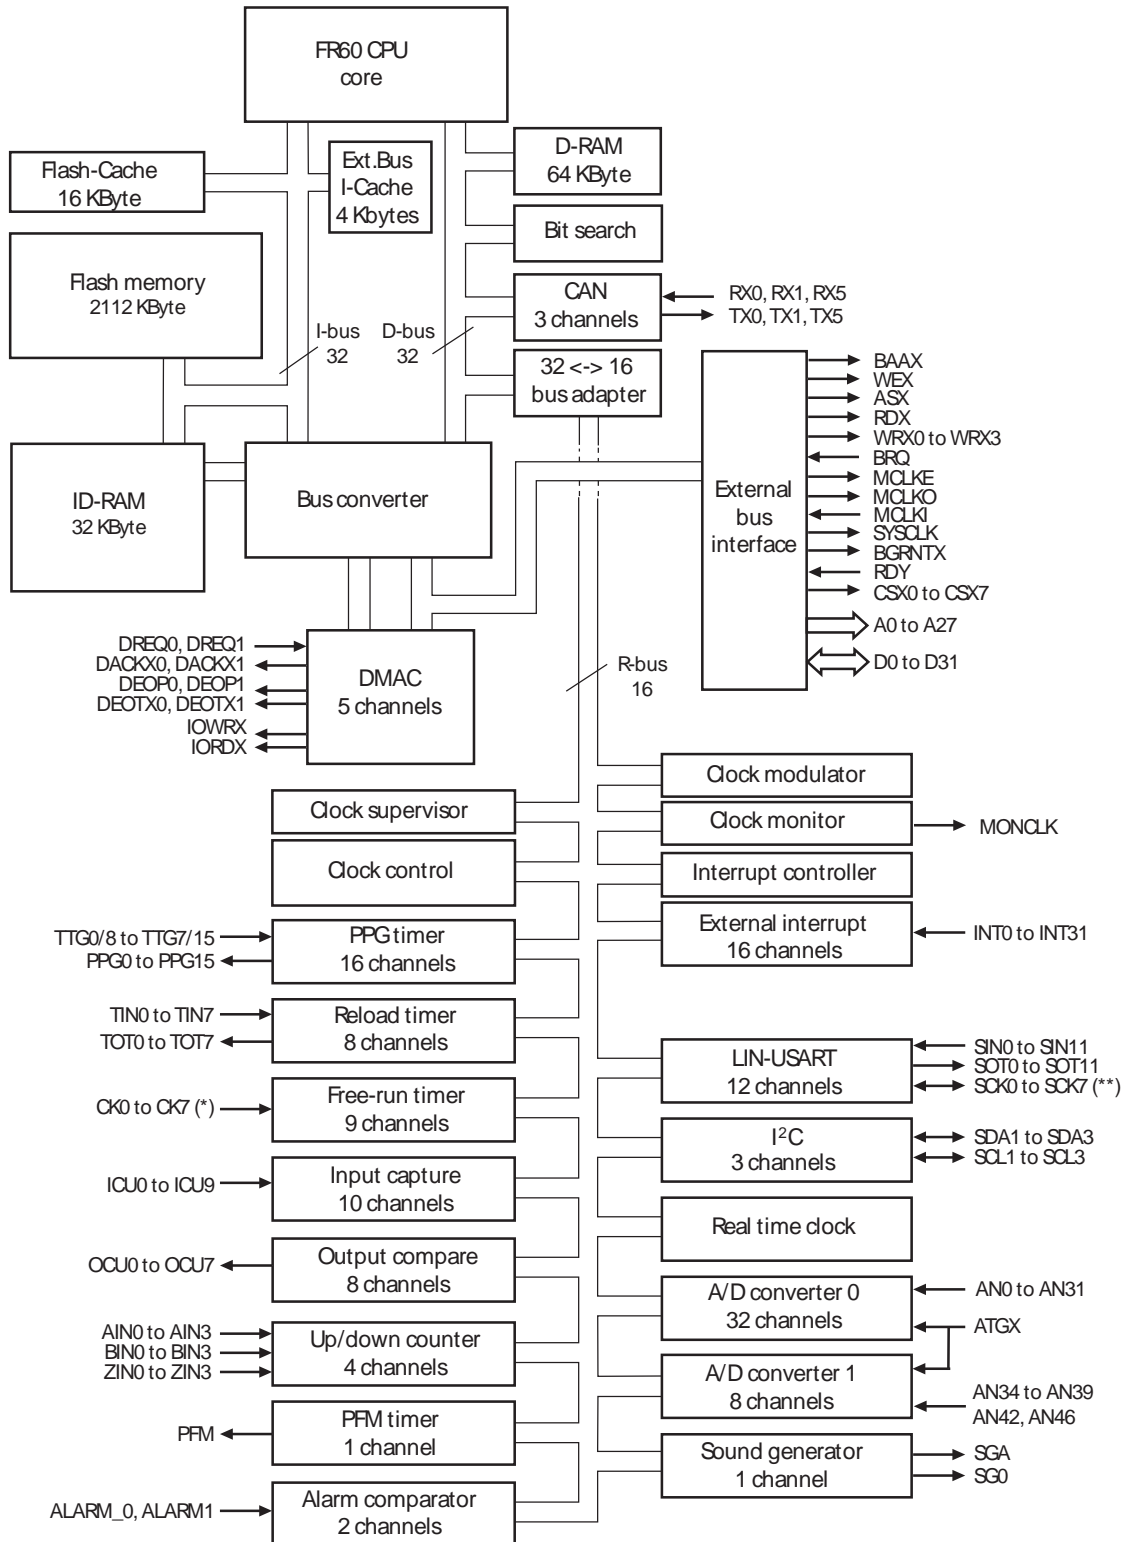 FR60 CPU
core
Flash-Cache
16 KByte
Ext.Bus
I-Cache
4 Kbytes
D-RAM
64 KByte
Bit search
Flash memory
2112 KByte
CAN
3 channels
RX0, RX1, RX5
TX0, TX1, TX5
I-bus
32
D-bus
32
32 <-> 16
bus adapter
ID-RAM
32 KByte
Bus converter
External
bus
interface
BAAX
WEX
ASX
RDX
WRX0 to WRX3
BRQ
MCLKE
MCLKO
MCLKI
SYSCLK
BGRNTX
RDY
CSX0 to CSX7
A0 to A27
D0 to D31
DREQ0, DREQ1
DACKX0, DACKX1
DEOP0, DEOP1
DEOTX0, DEOTX1
IOWRX
IORDX
DMAC
5 channels
R-bus
16
Clock supervisor
Clock control
TTG0/8 to TTG7/15
PPG0 to PPG15
PPG timer
16 channels
TIN0 to TIN7
TOT0 to TOT7
Reload timer
8 channels
CK0 to CK7 (*)
Free-run timer
9 channels
ICU0 to ICU9
Input capture
10 channels
OCU0 to OCU7
Output compare
8 channels
AIN0 to AIN3
BIN0 to BIN3
ZIN0 to ZIN3
Up/down counter
4 channels
PFM
PFM timer
1 channel
ALARM_0, ALARM1
Alarm comparator
2 channels
Clock modulator
Clock monitor
MONCLK
Interrupt controller
External interrupt
16 channels
INT0 to INT31
LIN-USART
12 channels
SIN0 to SIN11
SOT0 to SOT11
SCK0 to SCK7 (**)
I²C
3 channels
SDA1 to SDA3
SCL1 to SCL3
Real time clock
A/D converter 0
32 channels
AN0 to AN31
ATGX
A/D converter 1
8 channels
AN34 to AN39
AN42, AN46
Sound generator
1 channel
SGA
SG0